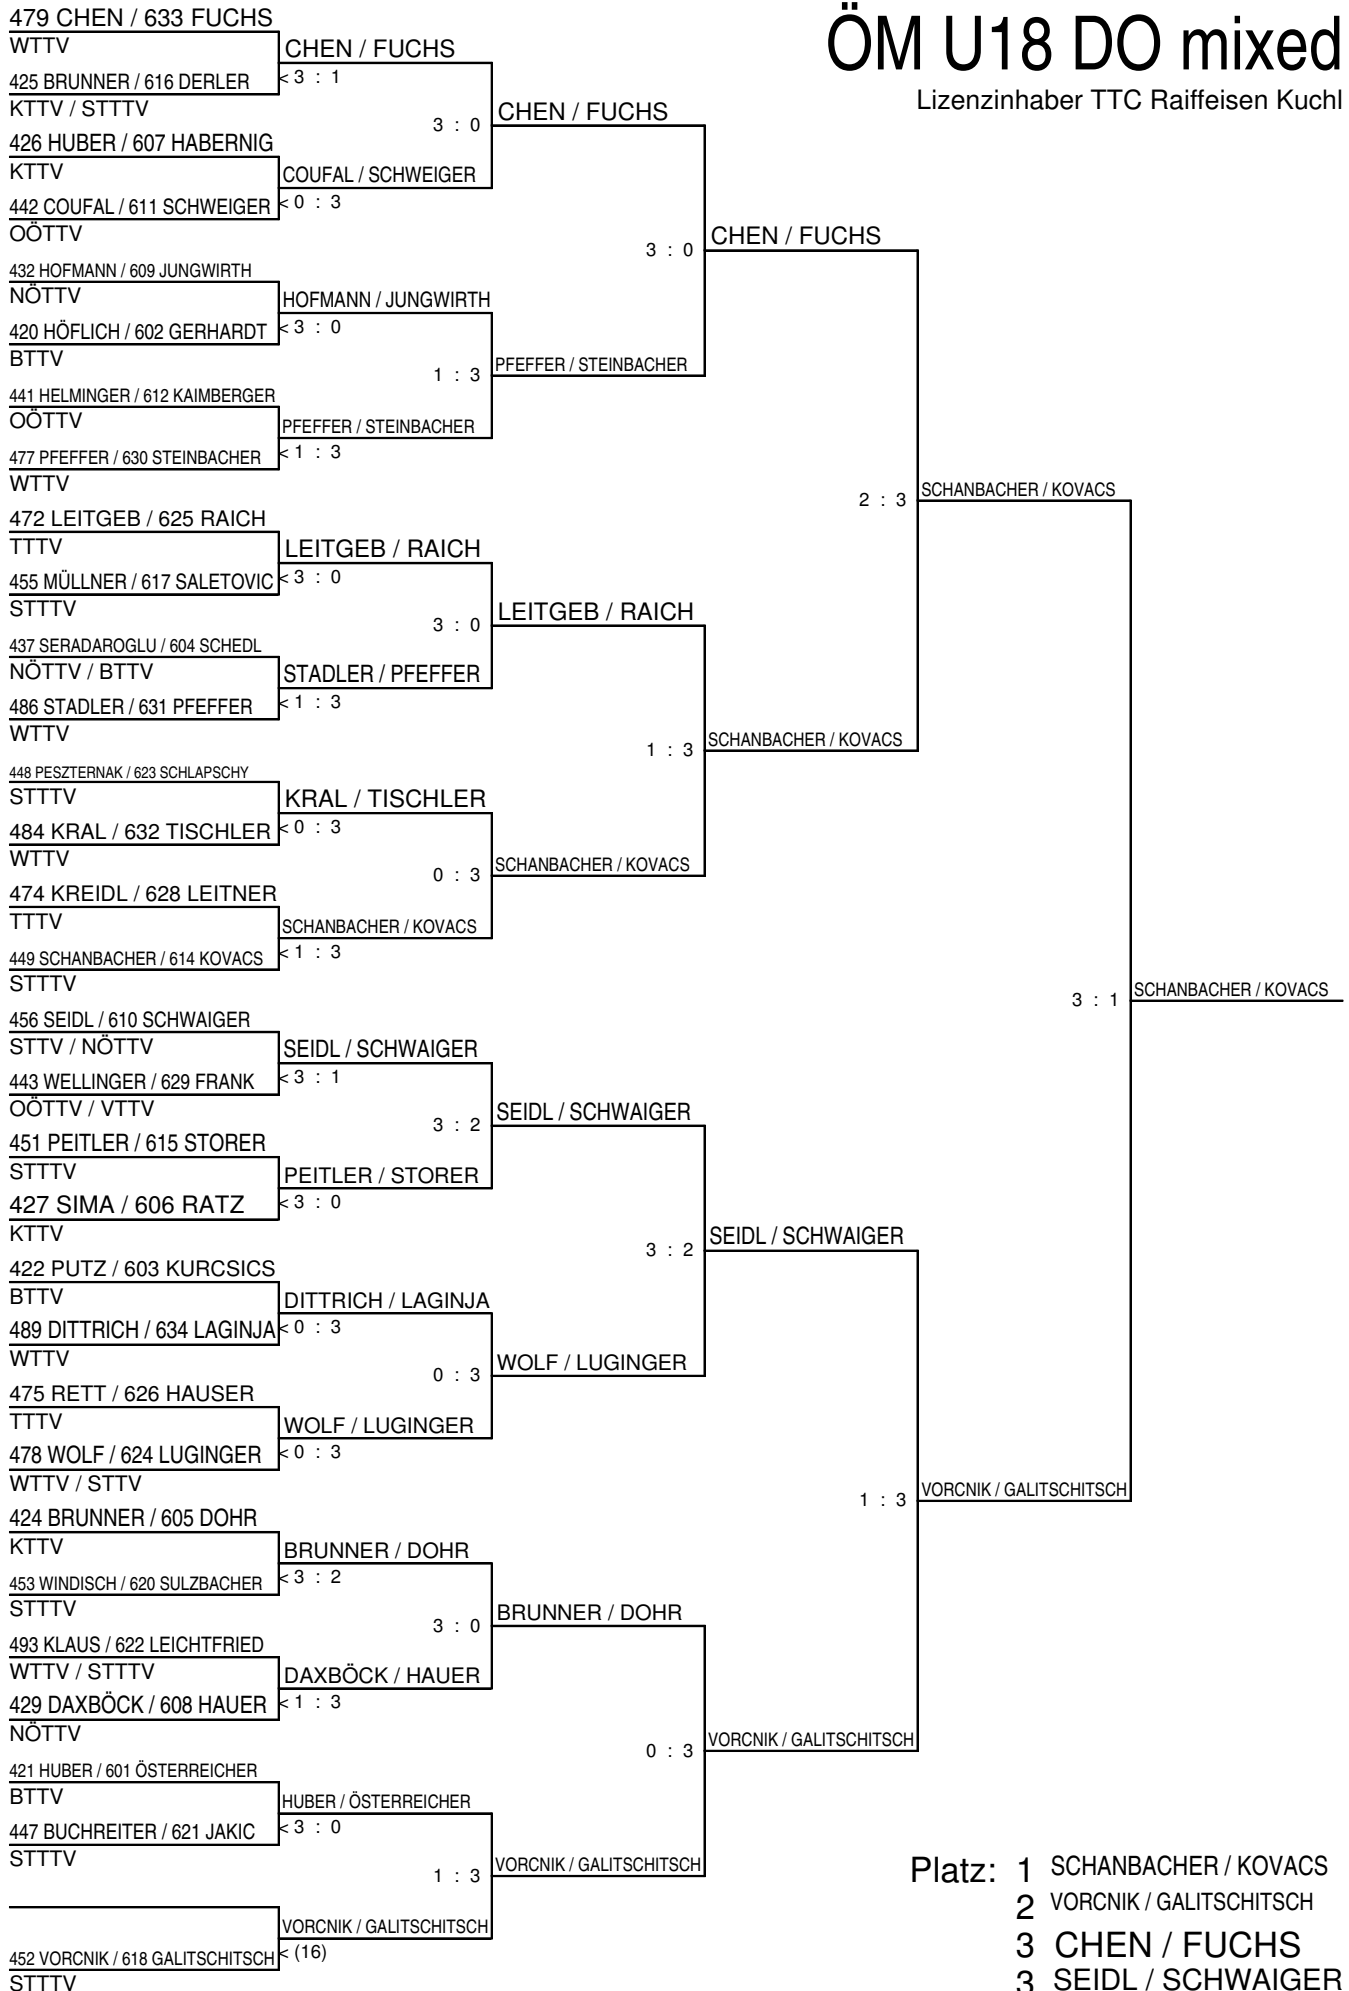 ÖM U18 DO mixed
Lizenzinhaber TTC Raiffeisen Kuchl
479 CHEN / 633 FUCHS
WTTV
425 BRUNNER / 616 DERLER
KTTV / STTTV
426 HUBER / 607 HABERNIG
KTTV
442 COUFAL / 611 SCHWEIGER
OÖTTV
432 HOFMANN / 609 JUNGWIRTH
NÖTTV
420 HÖFLICH / 602 GERHARDT
BTTV
441 HELMINGER / 612 KAIMBERGER
OÖTTV
477 PFEFFER / 630 STEINBACHER
WTTV
472 LEITGEB / 625 RAICH
TTTV
455 MÜLLNER / 617 SALETOVIC
STTTV
437 SERADAROGLU / 604 SCHEDL
NÖTTV / BTTV
486 STADLER / 631 PFEFFER
WTTV
448 PESZTERNAK / 623 SCHLAPSCHY
STTTV
484 KRAL / 632 TISCHLER
WTTV
474 KREIDL / 628 LEITNER
TTTV
449 SCHANBACHER / 614 KOVACS
STTTV
456 SEIDL / 610 SCHWAIGER
STTV / NÖTTV
443 WELLINGER / 629 FRANK
OÖTTV / VTTV
451 PEITLER / 615 STORER
STTTV
427 SIMA / 606 RATZ
KTTV
422 PUTZ / 603 KURCSICS
BTTV
489 DITTRICH / 634 LAGINJA
WTTV
475 RETT / 626 HAUSER
TTTV
478 WOLF / 624 LUGINGER
WTTV / STTV
424 BRUNNER / 605 DOHR
KTTV
453 WINDISCH / 620 SULZBACHER
STTTV
493 KLAUS / 622 LEICHTFRIED
WTTV / STTTV
429 DAXBÖCK / 608 HAUER
NÖTTV
421 HUBER / 601 ÖSTERREICHER
BTTV
447 BUCHREITER / 621 JAKIC
STTTV
452 VORCNIK / 618 GALITSCHITSCH
STTTV
CHEN / FUCHS
< 3 : 1
COUFAL / SCHWEIGER
< 0 : 3
HOFMANN / JUNGWIRTH
< 3 : 0
PFEFFER / STEINBACHER
< 1 : 3
LEITGEB / RAICH
< 3 : 0
STADLER / PFEFFER
< 1 : 3
KRAL / TISCHLER
< 0 : 3
SCHANBACHER / KOVACS
< 1 : 3
SEIDL / SCHWAIGER
< 3 : 1
PEITLER / STORER
< 3 : 0
DITTRICH / LAGINJA
< 0 : 3
WOLF / LUGINGER
< 0 : 3
BRUNNER / DOHR
< 3 : 2
DAXBÖCK / HAUER
< 1 : 3
HUBER / ÖSTERREICHER
< 3 : 0
VORCNIK / GALITSCHITSCH
< (16)
3 : 0 CHEN / FUCHS
1 : 3 PFEFFER / STEINBACHER
3 : 0 LEITGEB / RAICH
0 : 3 SCHANBACHER / KOVACS
3 : 2 SEIDL / SCHWAIGER
0 : 3 WOLF / LUGINGER
3 : 0 BRUNNER / DOHR
1 : 3 VORCNIK / GALITSCHITSCH
3 : 0 CHEN / FUCHS
1 : 3 SCHANBACHER / KOVACS
3 : 2 SEIDL / SCHWAIGER
0 : 3 VORCNIK / GALITSCHITSCH
2 : 3 SCHANBACHER / KOVACS
1 : 3 VORCNIK / GALITSCHITSCH
3 : 1 SCHANBACHER / KOVACS
Platz: 1 SCHANBACHER / KOVACS
2 VORCNIK / GALITSCHITSCH
3 CHEN / FUCHS
3 SEIDL / SCHWAIGER